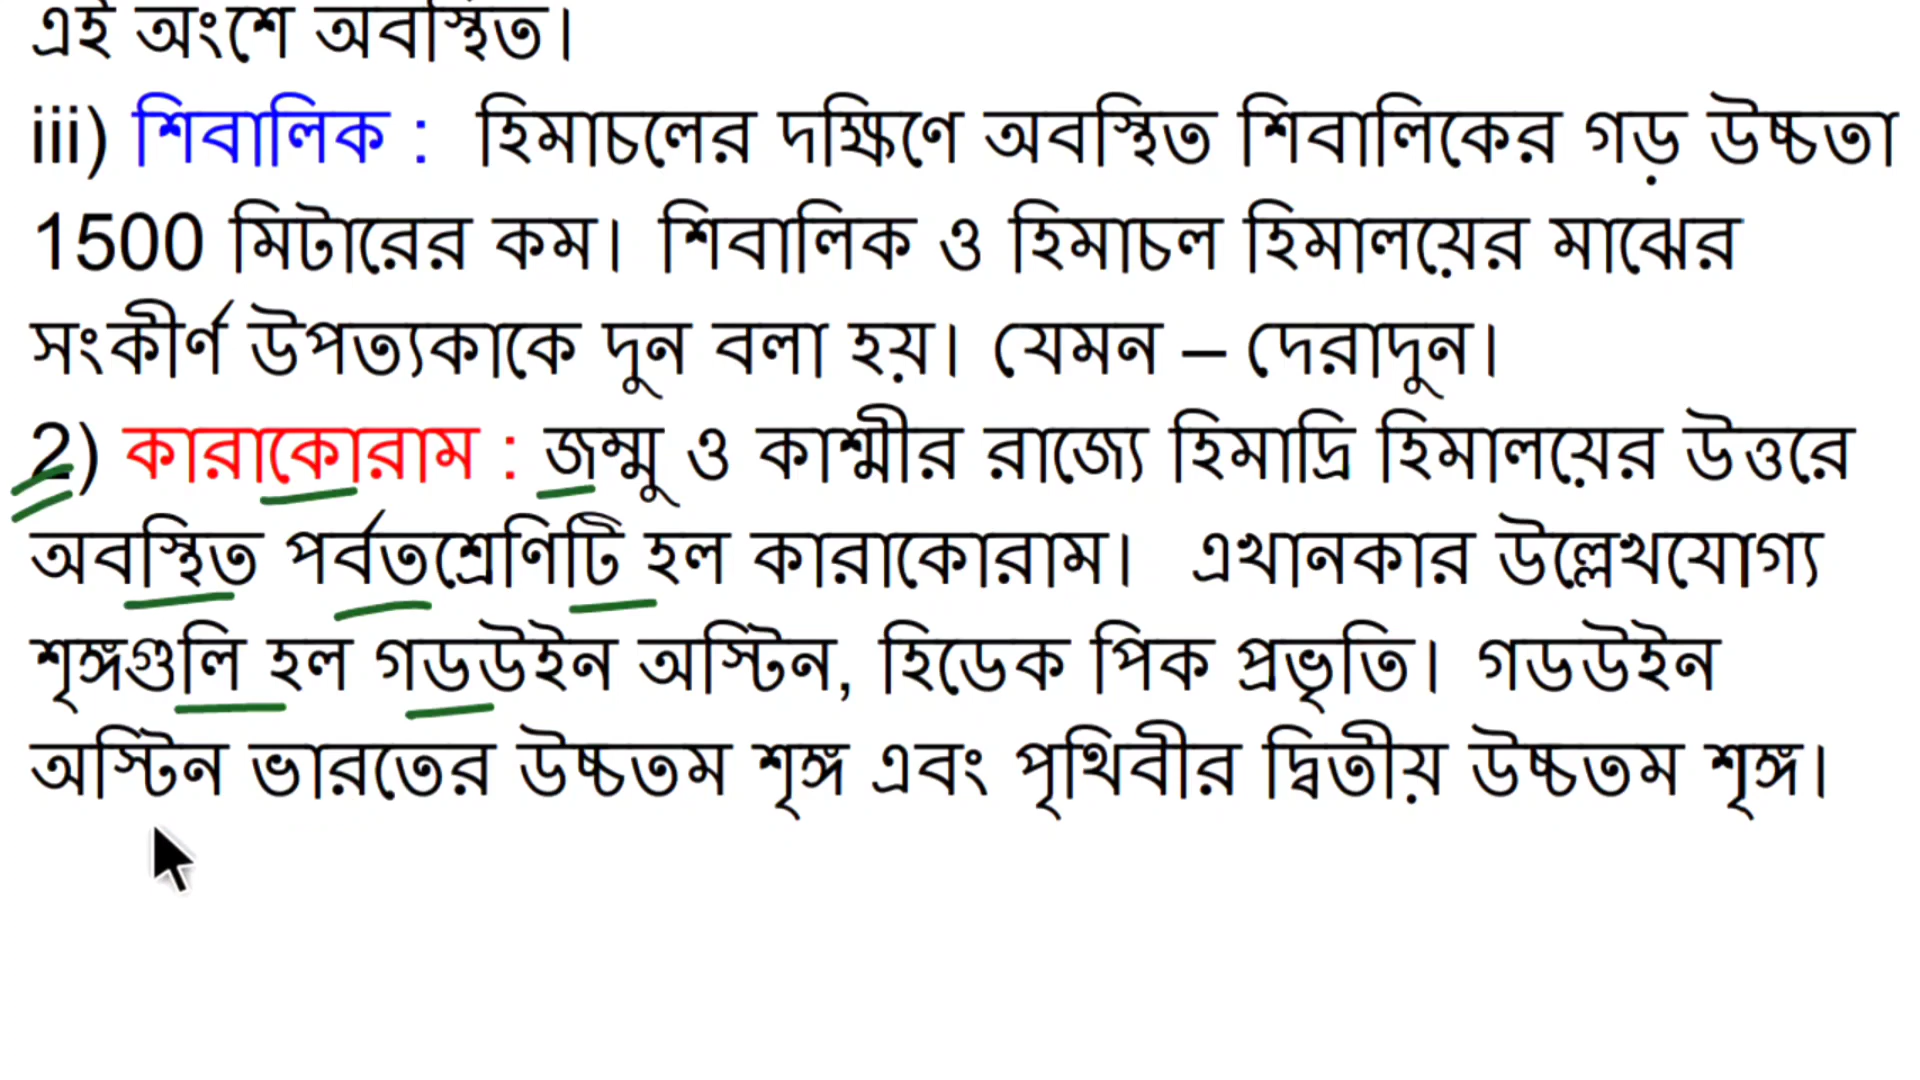 এই অংশে অবস্থিত।
iii) শিবালিক : হিমাচলের দক্ষিণে অবস্থিত শিবালিকের গড় উচ্চতা
1500 মিটারের কম। শিবালিক ও হিমাচল হিমালয়ের মাঝের
সংকীর্ণ উপত্যকাকে দুন বলা হয়। যেমন – দেরাদুন।
2) কারাকোরাম : জম্মু ও কাশ্মীর রাজ্যে হিমাদ্রি হিমালয়ের উত্তরে
অবস্থিত পর্বতশ্রেণিটি হল কারাকোরাম। এখানকার উল্লেখযোগ্য
শৃঙ্গগুলি হল গডউইন অস্টিন, হিডেক পিক প্রভৃতি। গডউইন
অস্টিন ভারতের উচ্চতম শৃঙ্গ এবং পৃথিবীর দ্বিতীয় উচ্চতম শৃঙ্গ।